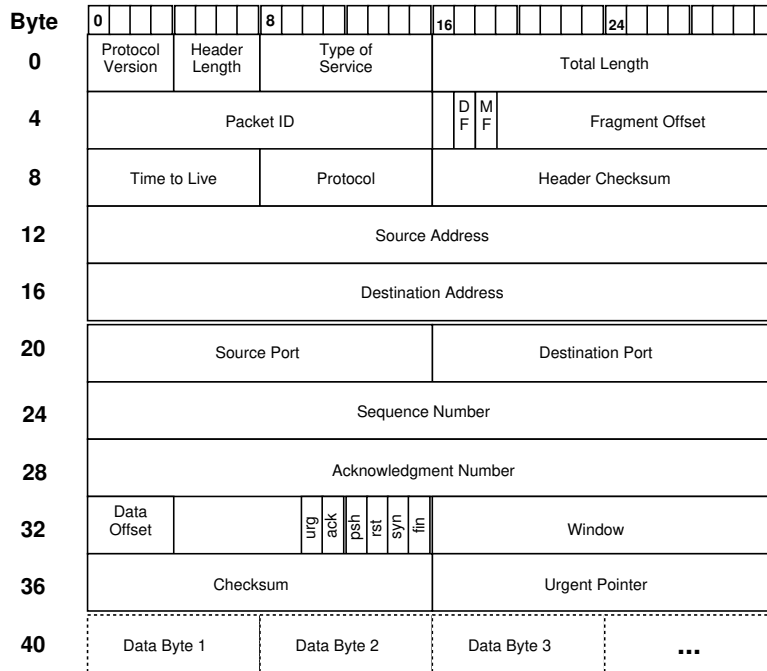 Byte 0 8 16 24
0 Protocol Version Header Length Type of Service Total Length
4 Packet ID D F M F Fragment Offset
8 Time to Live Protocol Header Checksum
12 Source Address
16 Destination Address
20 Source Port Destination Port
24 Sequence Number
28 Acknowledgment Number
32 Data Offset urg ack psh rst syn fin Window
36 Checksum Urgent Pointer
40 Data Byte 1 Data Byte 2 Data Byte 3 ...